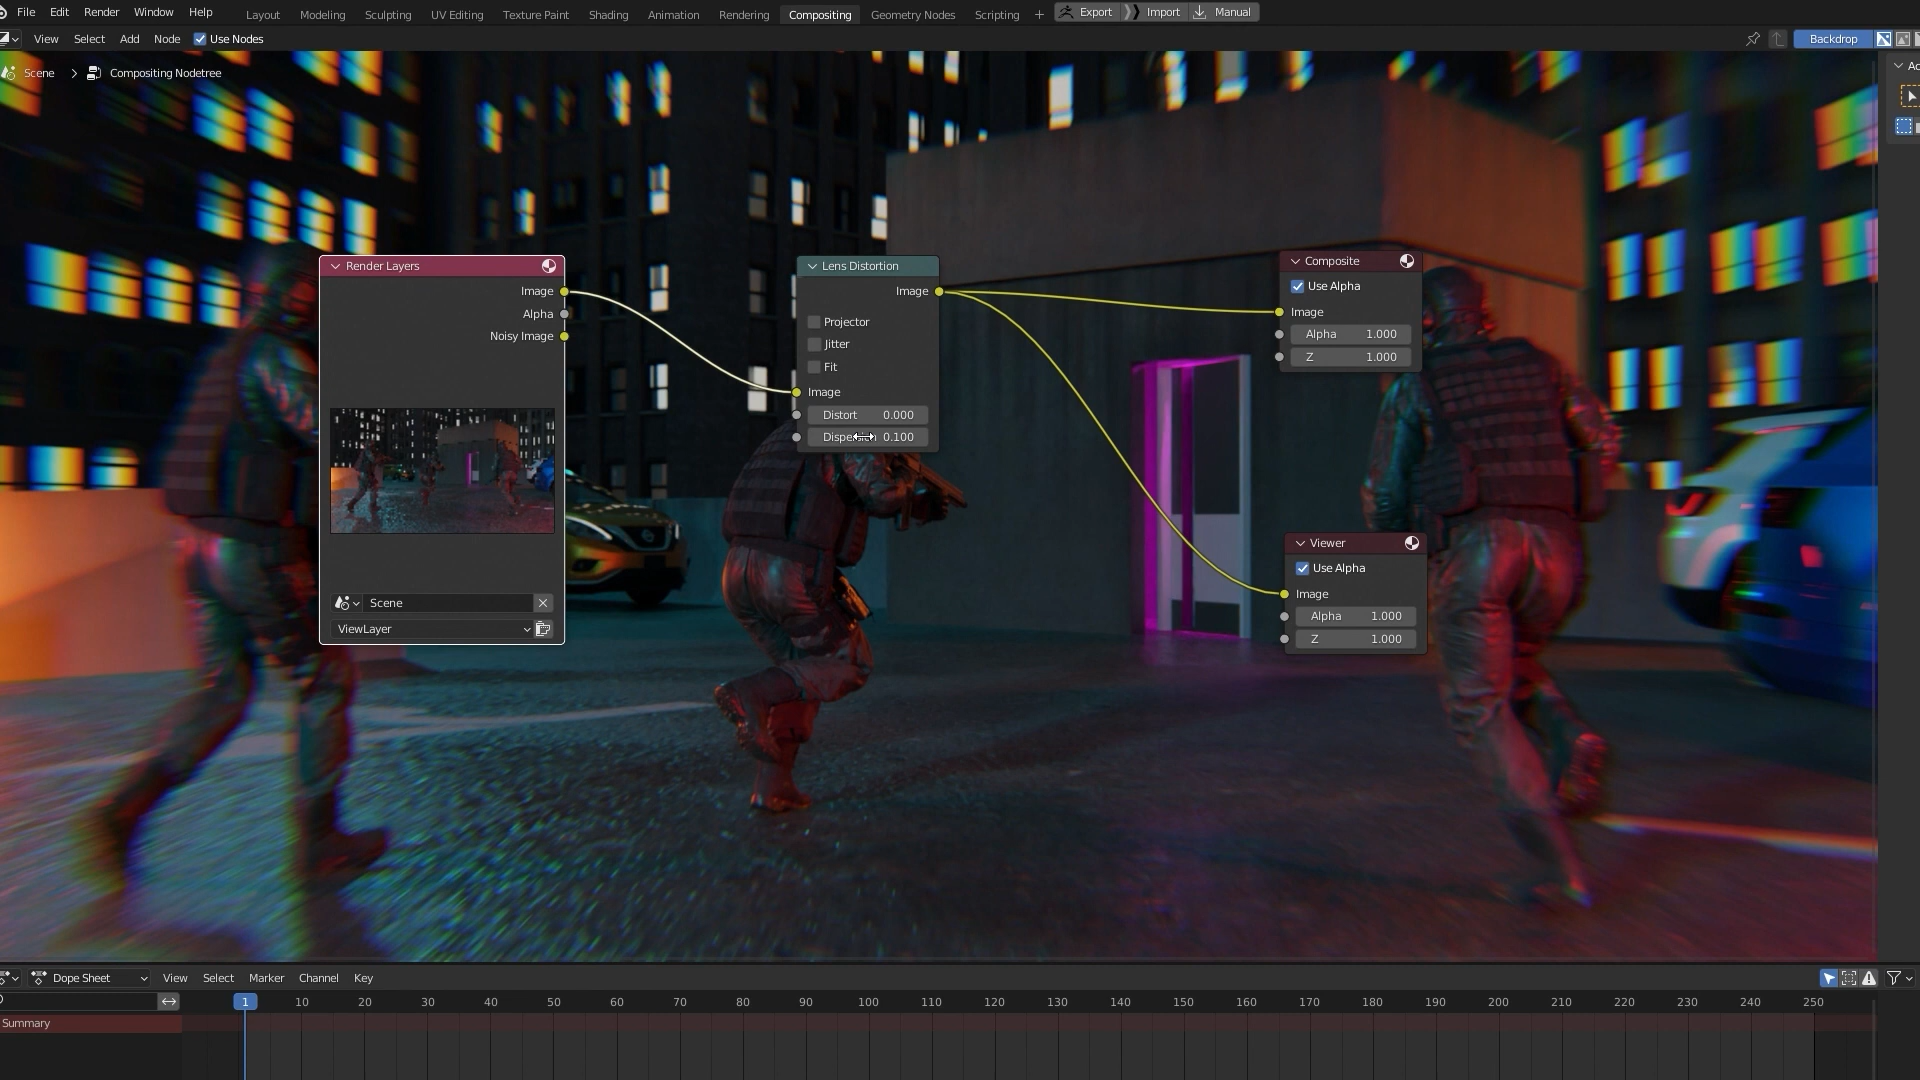 File Edit Render Window Help Layout Modeling Sculpting UV Editing Texture Paint Shading Animation Rendering Compositing Geometry Nodes Scripting + Export Import Manual
View Select Add Node Use Nodes Backdrop
Scene > Compositing Nodetree
Render Layers
Image
Alpha
Noisy Image
Scene
ViewLayer
Lens Distortion
Image
Projector
Jitter
Fit
Image
Distort 0.000
0.100
Composite
Use Alpha
Image
Alpha 1.000
Z 1.000
Viewer
Use Alpha
Image
Alpha 1.000
Z 1.000
Dope Sheet View Select Marker Channel Key
1 10 20 30 40 50 60 70 80 90 100 110 120 130 140 150 160 170 180 190 200 210 220 230 240 250
Summary